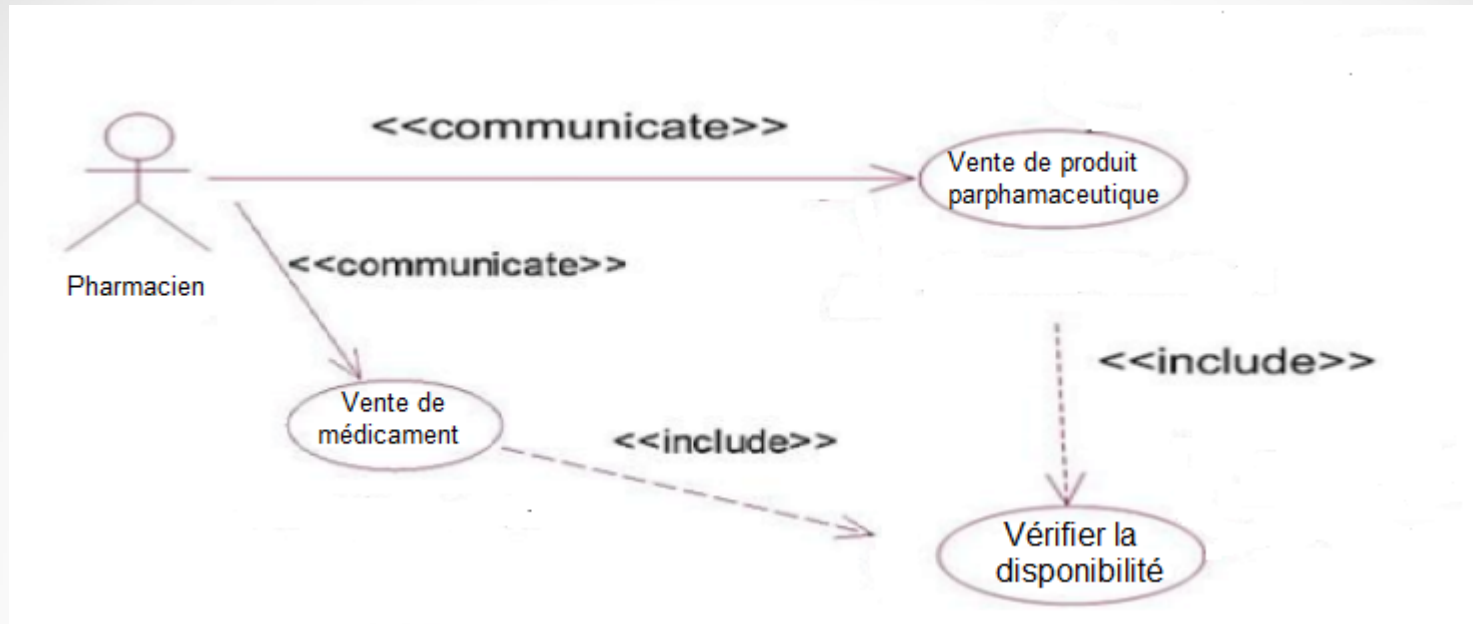 <<communicate>>
Vente de produit
parphamaceutique
<<communicate>>
Pharmacien
<<include>>
Vente de
médicament
<<include>>
Vérifier la
disponibilité